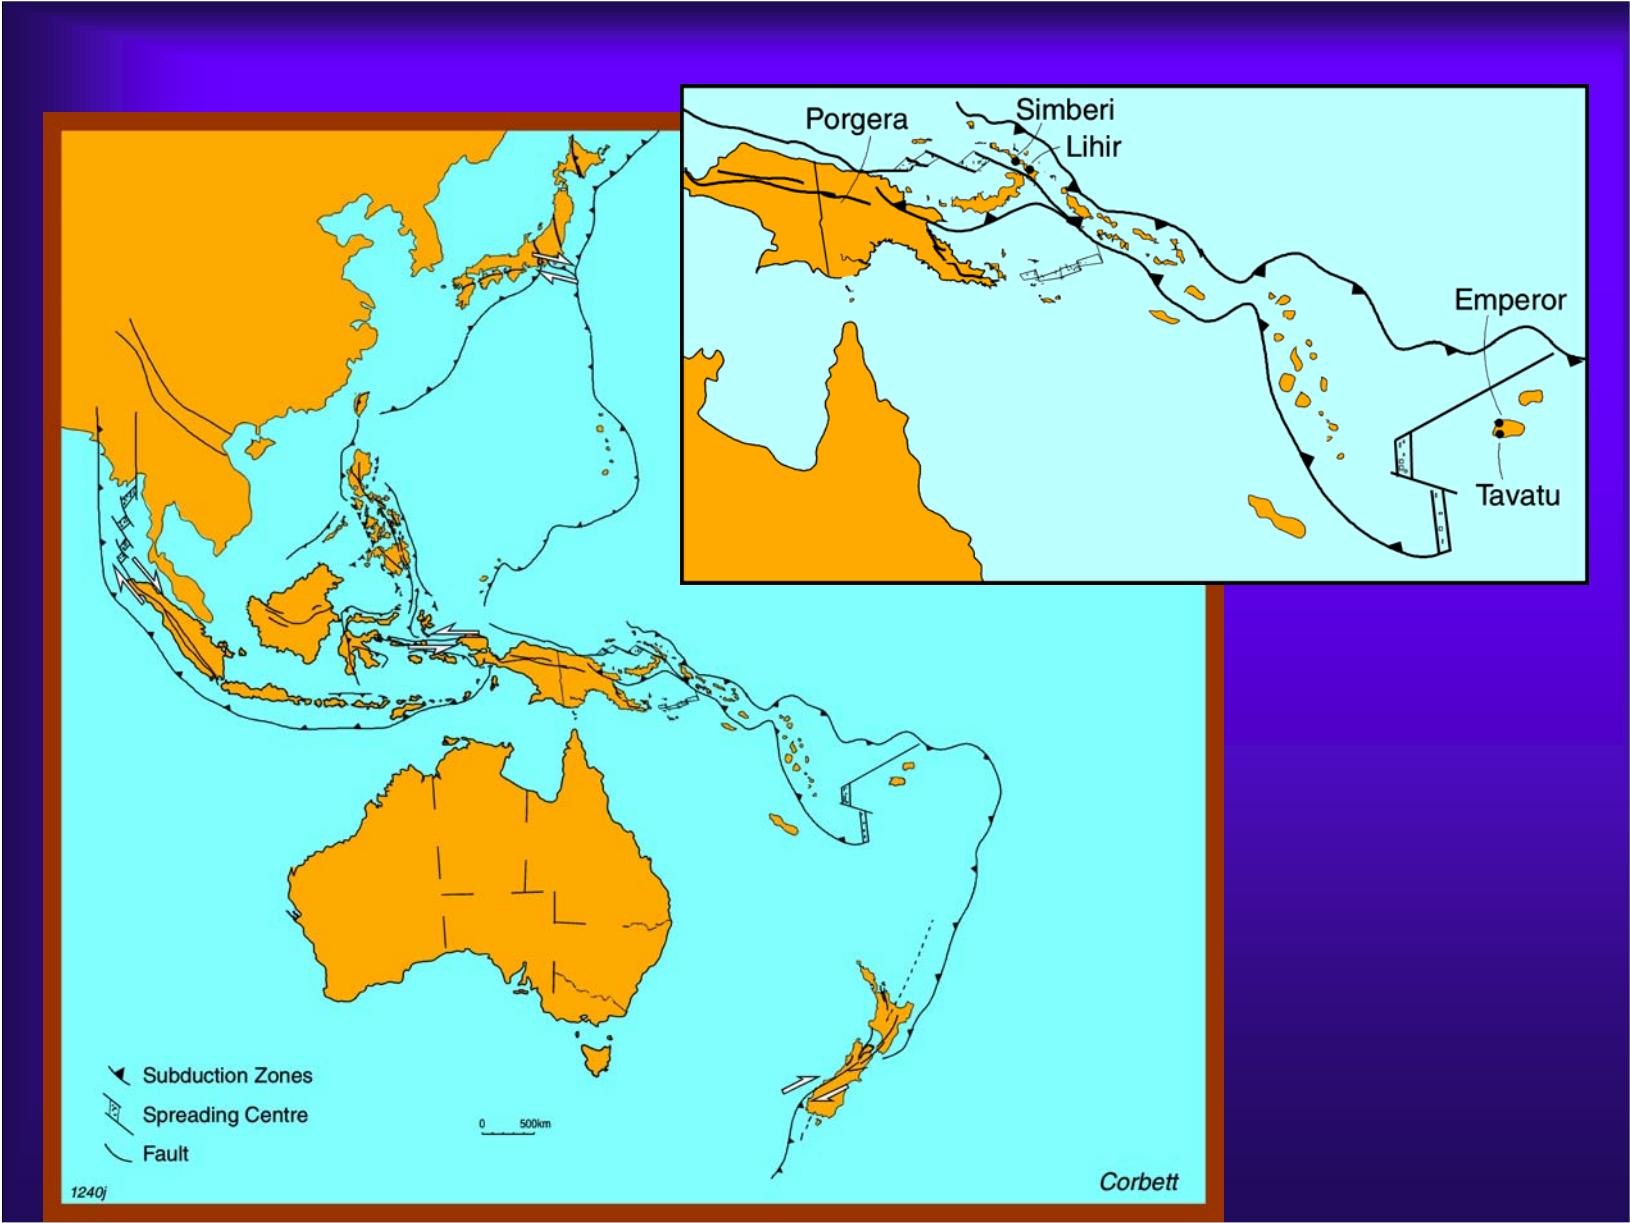 Porgera
Simberi
Lihir
Emperor
Tavatu
Subduction Zones
Spreading Centre
Fault
0 500km
1240j
Corbett